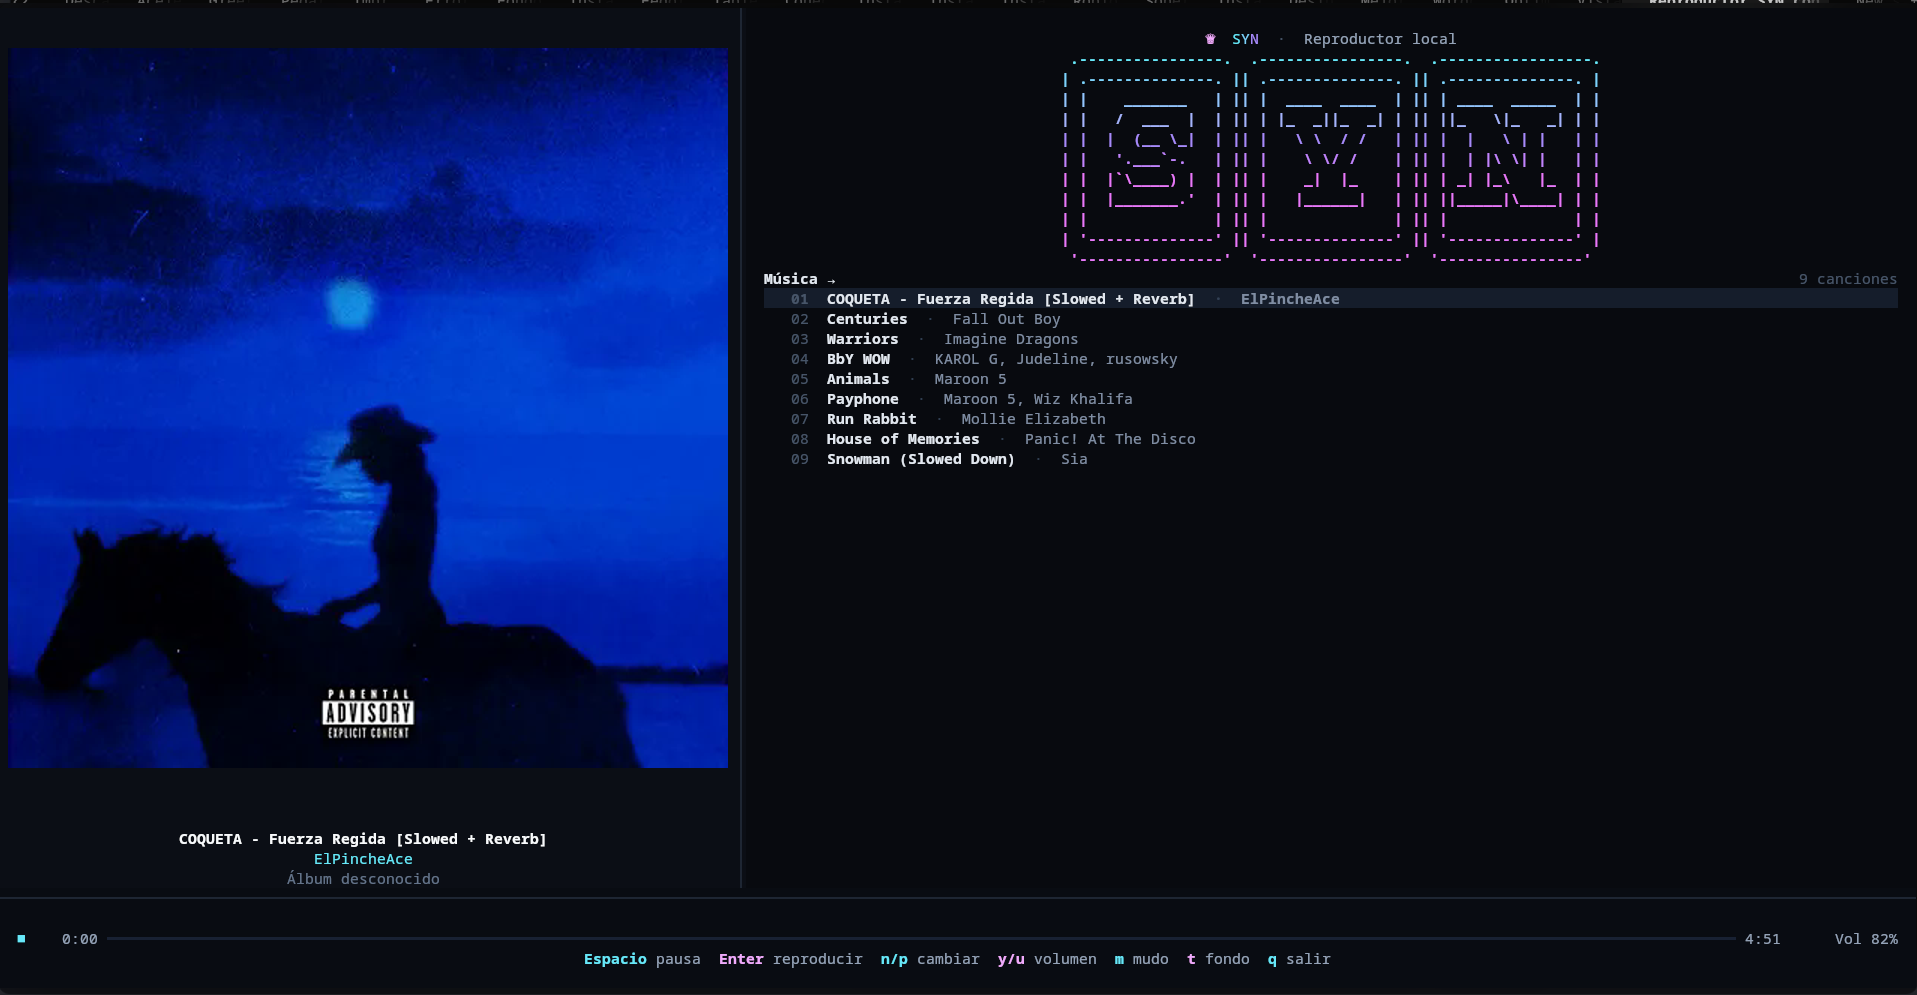 ♛ SYN · Reproductor local
SYN
Música → 9 canciones
01 COQUETA - Fuerza Regida [Slowed + Reverb] · ElPincheAce
02 Centuries · Fall Out Boy
03 Warriors · Imagine Dragons
04 BbY WOW · KAROL G, Judeline, rusowsky
05 Animals · Maroon 5
06 Payphone · Maroon 5, Wiz Khalifa
07 Run Rabbit · Mollie Elizabeth
08 House of Memories · Panic! At The Disco
09 Snowman (Slowed Down) · Sia
PARENTAL
ADVISORY
EXPLICIT CONTENT
COQUETA - Fuerza Regida [Slowed + Reverb]
ElPincheAce
Álbum desconocido
0:00 4:51 Vol 82%
Espacio pausa Enter reproducir n/p cambiar y/u volumen m mudo t fondo q salir